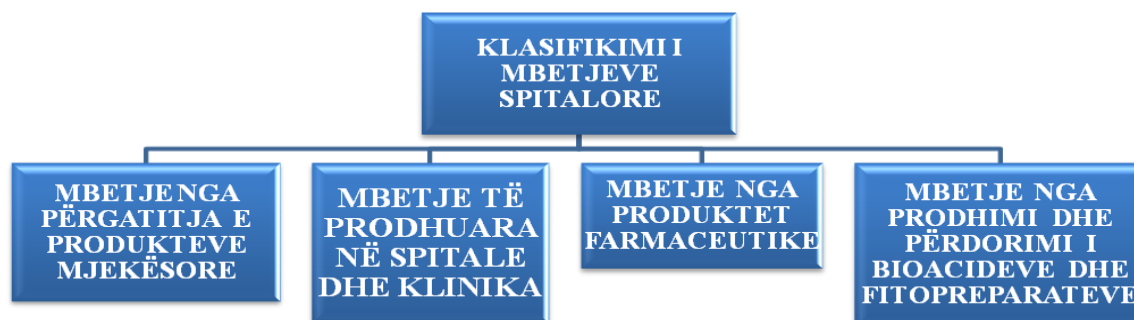 KLASIFIKIMI I
MBETJEVE
SPITALORE
MBETJE NGA
PËRGATITJA E
PRODUKTEVE
MJEKËSORE
MBETJE TË
PRODHUARA
NË SPITALE
DHE KLINIKA
MBETJE NGA
PRODUKTET
FARMACEUTIKE
MBETJE NGA
PRODHIMI DHE
PËRDORIMI I
BIOACIDEVE DHE
FITOPREPARATEVE